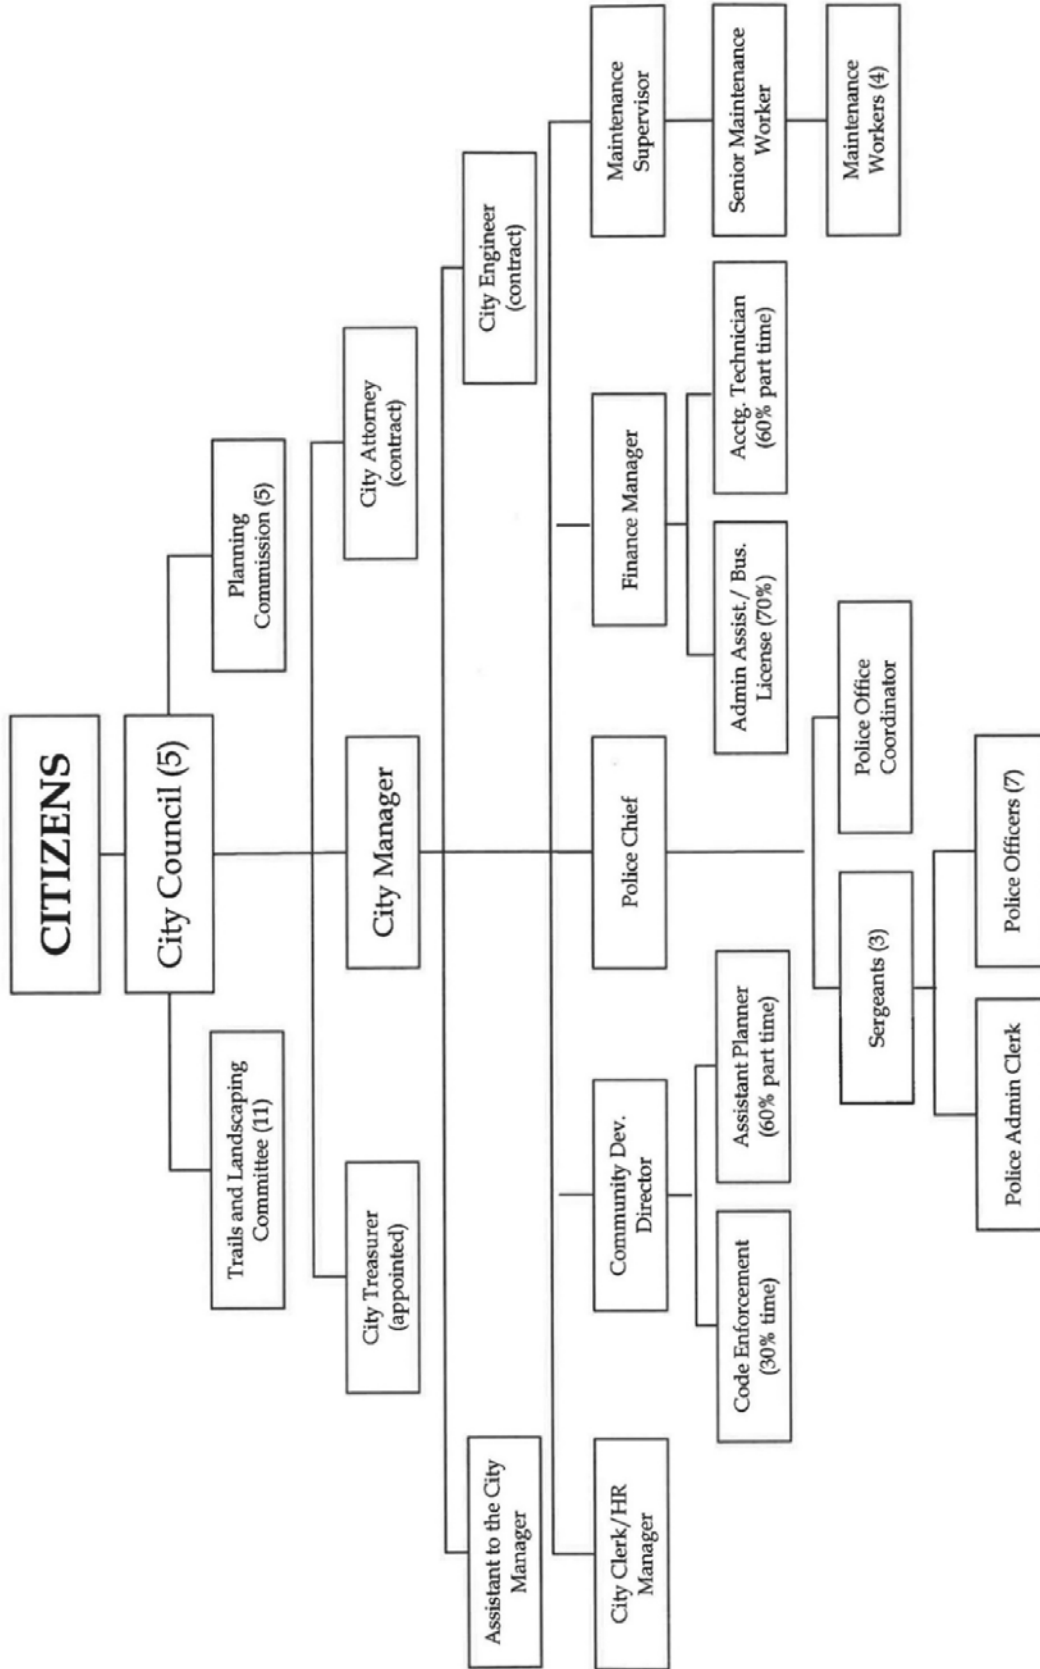 CITIZENS
City Council (5)
Trails and Landscaping
Committee (11)
Planning
Commission (5)
City Treasurer
(appointed)
City Manager
City Attorney
(contract)
Assistant to the City
Manager
City Engineer
(contract)
City Clerk/HR
Manager
Community Dev.
Director
Police Chief
Finance Manager
Maintenance
Supervisor
Code Enforcement
(30% time)
Assistant Planner
(60% part time)
Admin Assist./ Bus.
License (70%)
Acctg. Technician
(60% part time)
Senior Maintenance
Worker
Sergeants (3)
Police Office
Coordinator
Maintenance
Workers (4)
Police Admin Clerk
Police Officers (7)